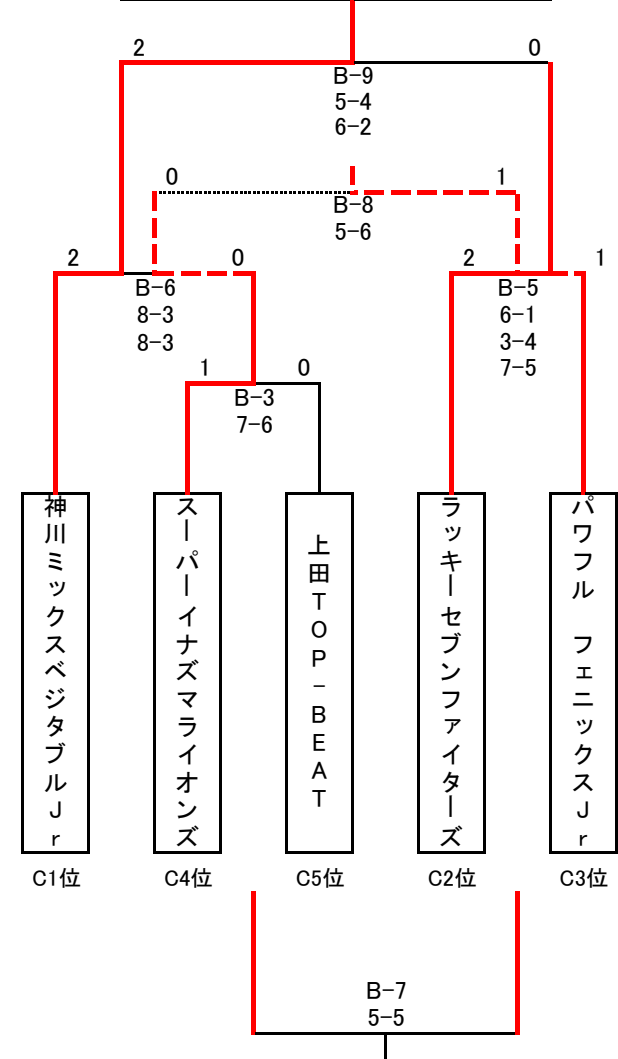 2
0
B-9
5-4
6-2
0
1
B-8
5-6
2
0
B-6
8-3
8-3
2
1
B-5
6-1
3-4
7-5
1
0
B-3
7-6
神川ミックスベジタブルJr
スーパーイナズマライオンズ
上田TOP-BEAT
ラッキーセブンファイターズ
パワフル フェニックスJr
C1位
C4位
C5位
C2位
C3位
B-7
5-5